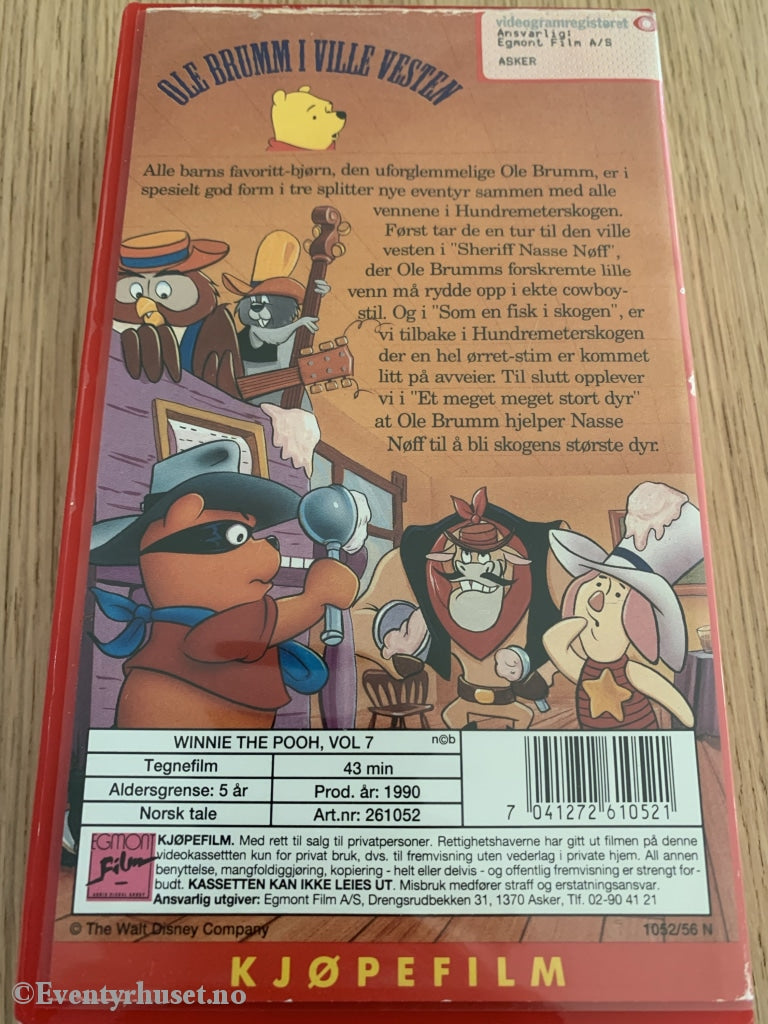 videogramregisteret
Ansvarlig:
Egmont Film A/S
ASKER
OLE BRUMM I VILLE VESTEN
Alle barns favoritt-bjørn, den uforglemmelige Ole Brumm, er i
spesielt god form i tre splitter nye eventyr sammen med alle
vennene i Hundremeterskogen.
Først tar de en tur til den ville
vesten i "Sheriff Nasse Nøff",
der Ole Brumms forskremte lille
venn må rydde opp i ekte cowboy-
stil. Og i "Som en fisk i skogen", er
vi tilbake i Hundremeterskogen
der en hel ørret-stim er kommet
litt på avveier. Til slutt opplever
vi i "Et meget meget stort dyr"
at Ole Brumm hjelper Nasse
Nøff til å bli skogens største dyr.
WINNIE THE POOH, VOL 7 n©b
Tegnefilm 43 min
Aldersgrense: 5 år Prod. år: 1990
Norsk tale Art.nr: 261052
7 041272 610521
EGMONT
Film
KJØPEFILM. Med rett til salg til privatpersoner. Rettighetshaverne har gitt ut filmen på denne
videokassettten kun for privat bruk, dvs. til fremvisning uten vederlag i private hjem. All annen
benyttelse, mangfoldiggjøring, kopiering - helt eller delvis - og offentlig fremvisning er strengt for-
budt. KASSETTEN KAN IKKE LEIES UT. Misbruk medfører straff og erstatningsansvar.
Ansvarlig utgiver: Egmont Film A/S, Drengsrudbekken 31, 1370 Asker, Tlf. 02-90 41 21
© The Walt Disney Company 1052/56 N
KJØPEFILM
©Eventyrhuset.no